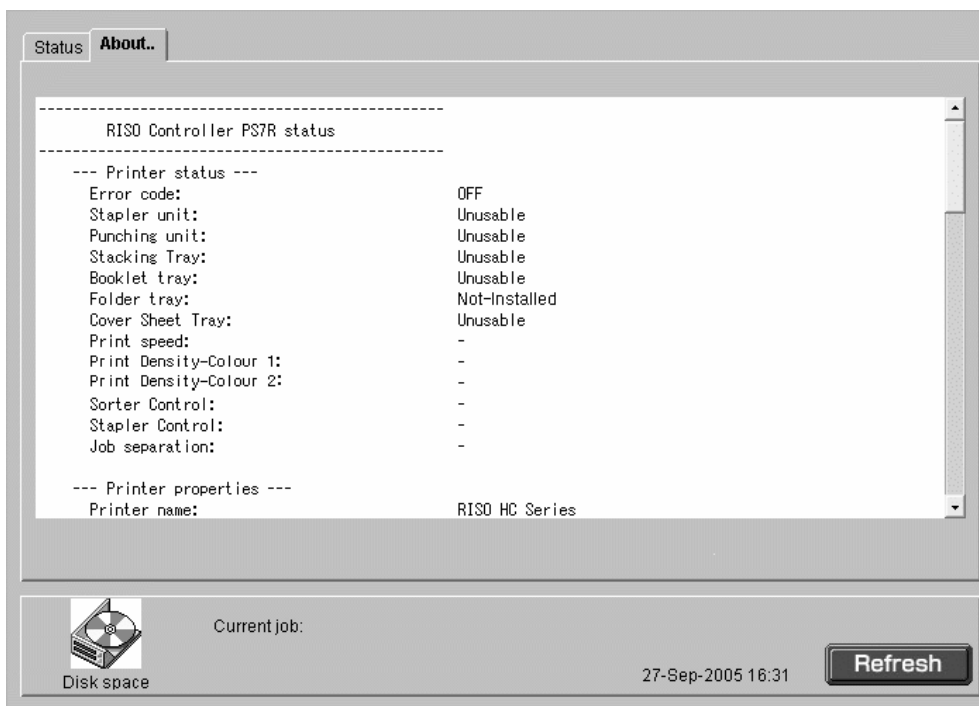 Status About..
------------------------------------------------
RISO Controller PS7R status
------------------------------------------------
--- Printer status ---
Error code: OFF
Stapler unit: Unusable
Punching unit: Unusable
Stacking Tray: Unusable
Booklet tray: Unusable
Folder tray: Not-Installed
Cover Sheet Tray: Unusable
Print speed: -
Print Density-Colour 1: -
Print Density-Colour 2: -
Sorter Control: -
Stapler Control: -
Job separation: -
--- Printer properties ---
Printer name: RISO HC Series
Current job:
Disk space
27-Sep-2005 16:31
Refresh